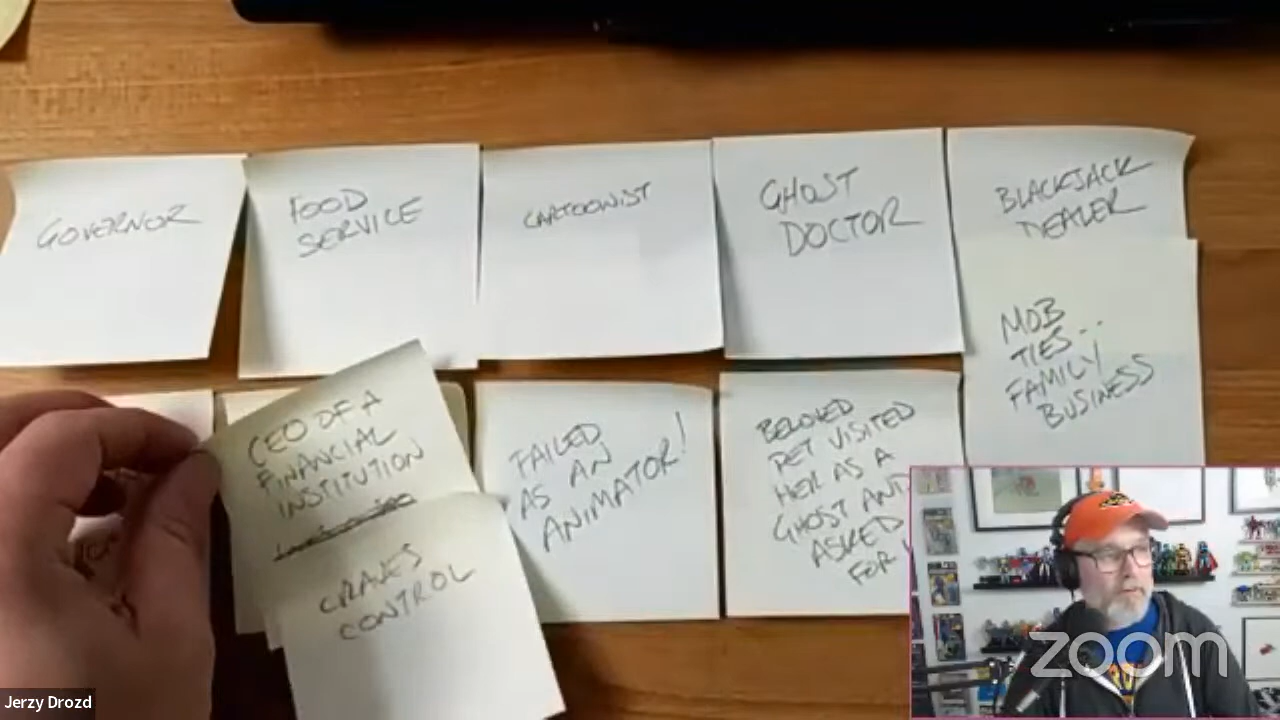 GOVERNOR
FOOD
SERVICE
CARTOONIST
GHOST
DOCTOR
BLACKJACK
DEALER
MOB
TIES..
FAMILY
BUSINESS
CEO OF A
FINANCIAL
INSTITUTION
CRAVES
CONTROL
FAILED
AS AN
ANIMATOR!
BELOVED
PET VISITED
HER AS A
GHOST AND
ASKED
FOR
zoom
Jerzy Drozd